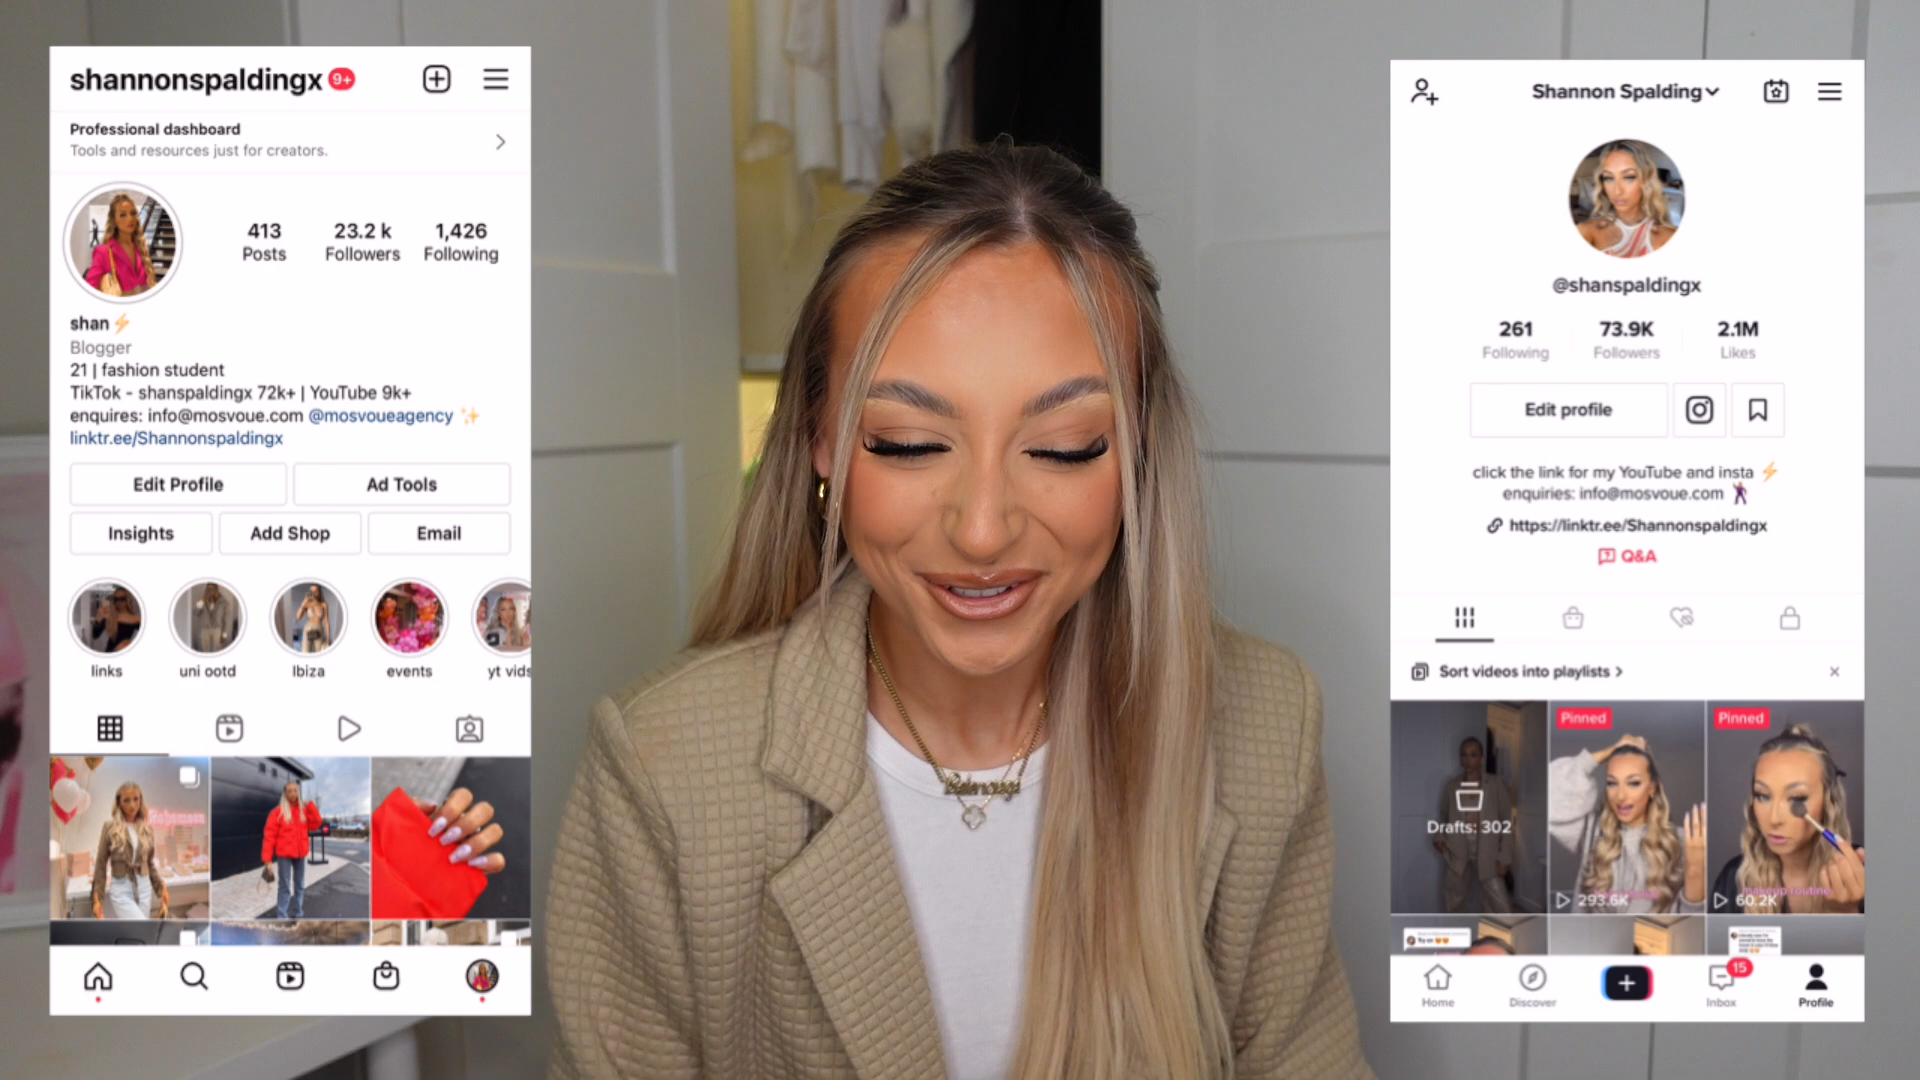 shannonspaldingx 9+
Professional dashboard
Tools and resources just for creators.
413 23.2 k 1,426
Posts Followers Following
shan⚡
Blogger
21 | fashion student
TikTok - shanspaldingx 72k+ | YouTube 9k+
enquires: info@mosvoue.com @mosvoueagency ✨
linktr.ee/Shannonspaldingx
Edit Profile Ad Tools
Insights Add Shop Email
links uni ootd Ibiza events yt vids
Shannon Spalding
@shanspaldingx
261 73.9K 2.1M
Following Followers Likes
Edit profile
click the link for my YouTube and insta ⚡
enquiries: info@mosvoue.com
https://linktr.ee/Shannonspaldingx
Q&A
Sort videos into playlists
Pinned Pinned
Drafts: 302
makeup routine
293.6K 60.2K
15
Home Discover Inbox Profile